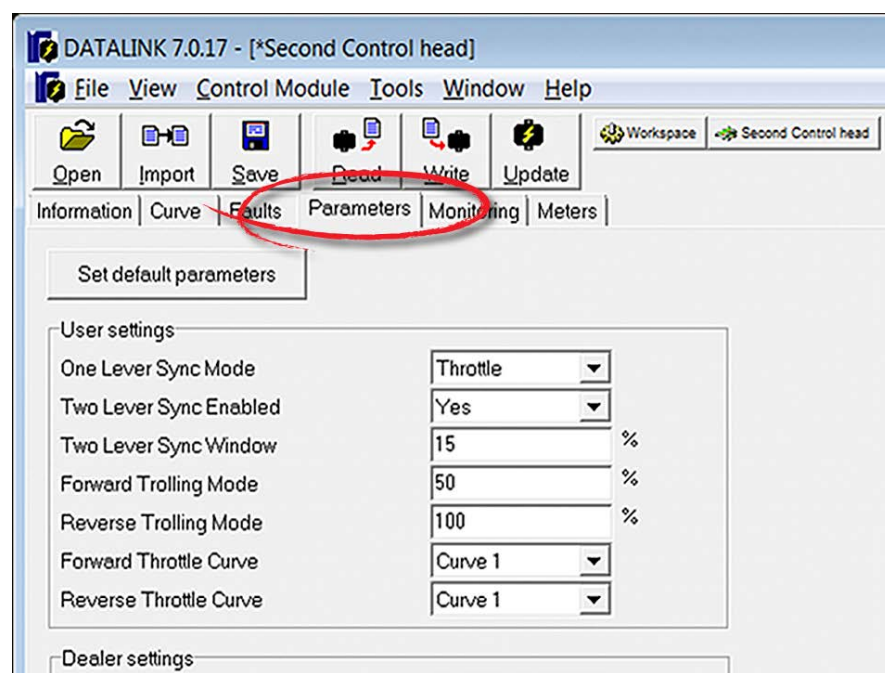 DATALINK 7.0.17 - [*Second Control head]
File View Control Module Tools Window Help
Open Import Save Read Write Update Workspace Second Control head
Information Curve Faults Parameters Monitoring Meters
Set default parameters
User settings
One Lever Sync Mode Throttle
Two Lever Sync Enabled Yes
Two Lever Sync Window 15 %
Forward Trolling Mode 50 %
Reverse Trolling Mode 100 %
Forward Throttle Curve Curve 1
Reverse Throttle Curve Curve 1
Dealer settings